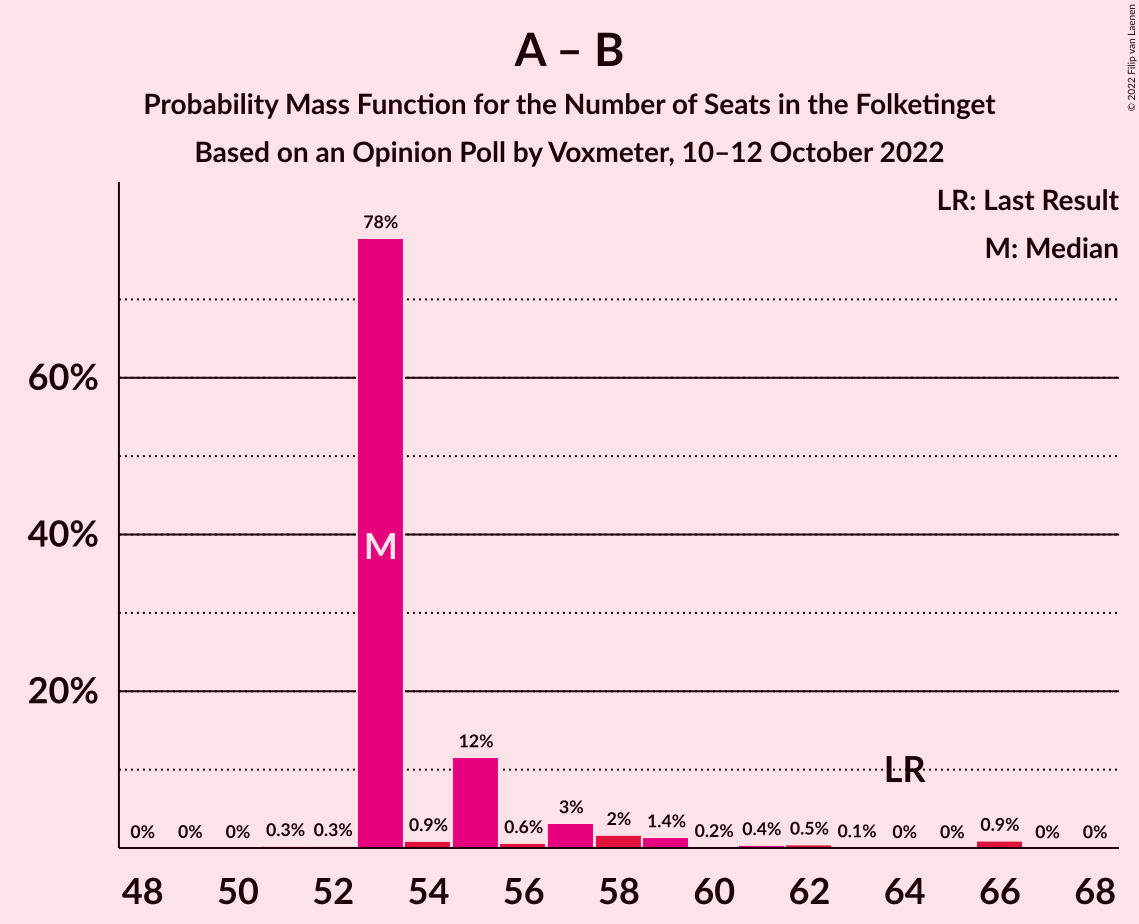 A – B
Probability Mass Function for the Number of Seats in the Folketinget
Based on an Opinion Poll by Voxmeter, 10–12 October 2022
© 2022 Filip van Laenen
LR: Last Result
M: Median
60%
40%
20%
0% 0% 0% 0.3% 0.3% 78% 0.9% 12% 0.6% 3% 2% 1.4% 0.2% 0.4% 0.5% 0.1% 0% 0% 0.9% 0% 0%
M
LR
48 50 52 54 56 58 60 62 64 66 68